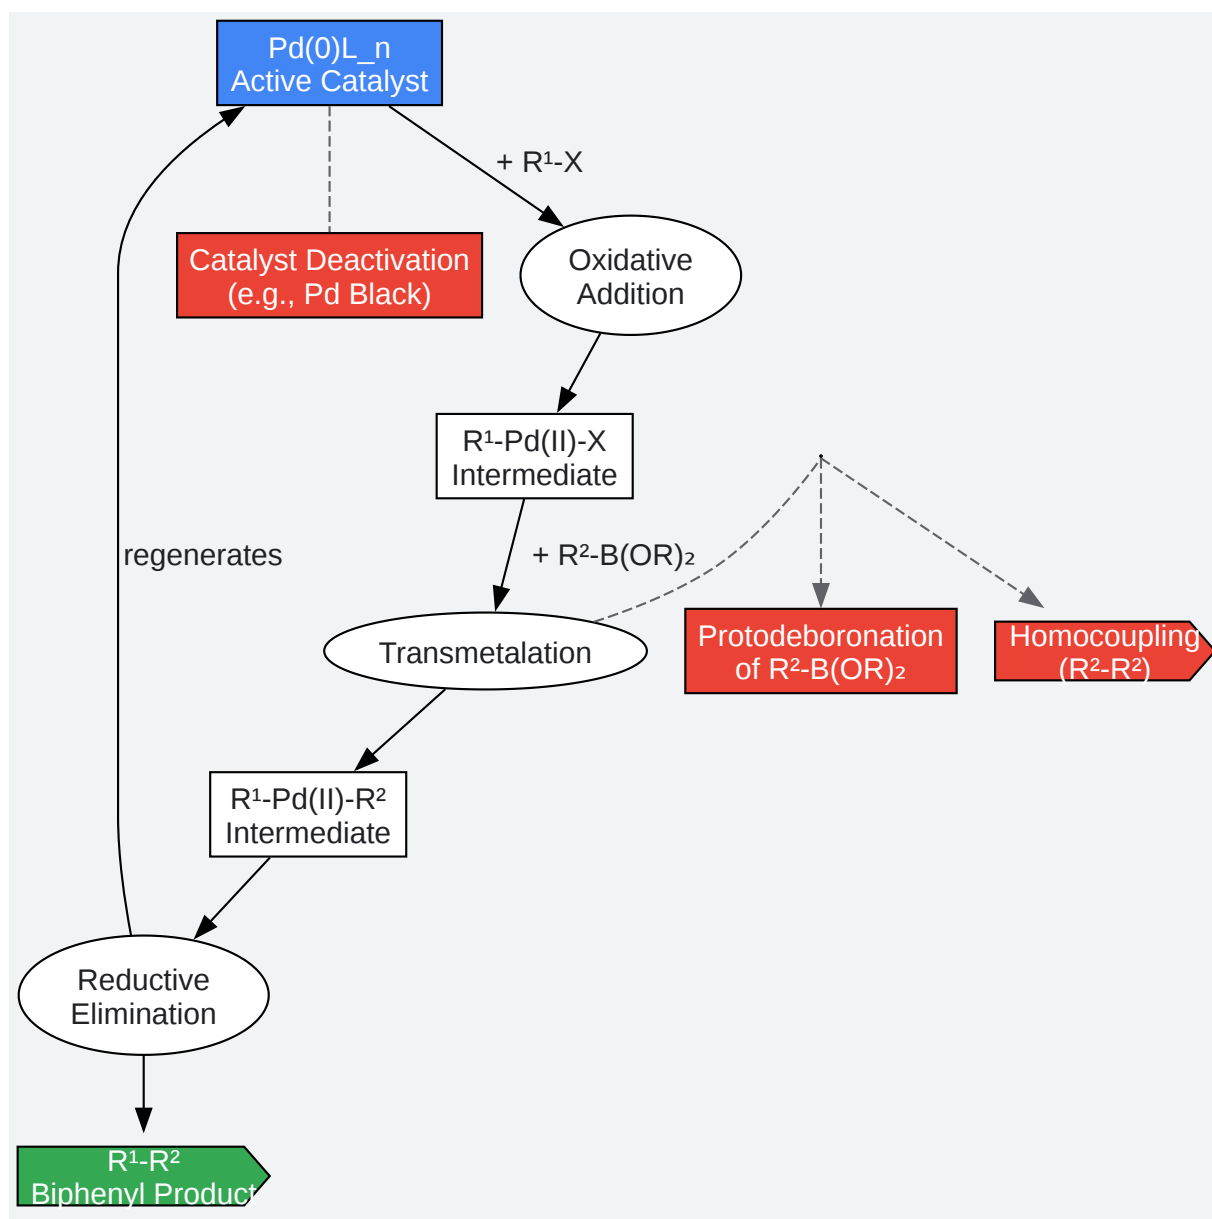 Pd(0)L_n
Active Catalyst
+ R¹-X
Catalyst Deactivation
(e.g., Pd Black)
Oxidative
Addition
R¹-Pd(II)-X
Intermediate
regenerates
+ R²-B(OR)₂
Transmetalation
Protodeboronation
of R²-B(OR)₂
Homocoupling
(R²-R²)
R¹-Pd(II)-R²
Intermediate
Reductive
Elimination
R¹-R²
Biphenyl Product